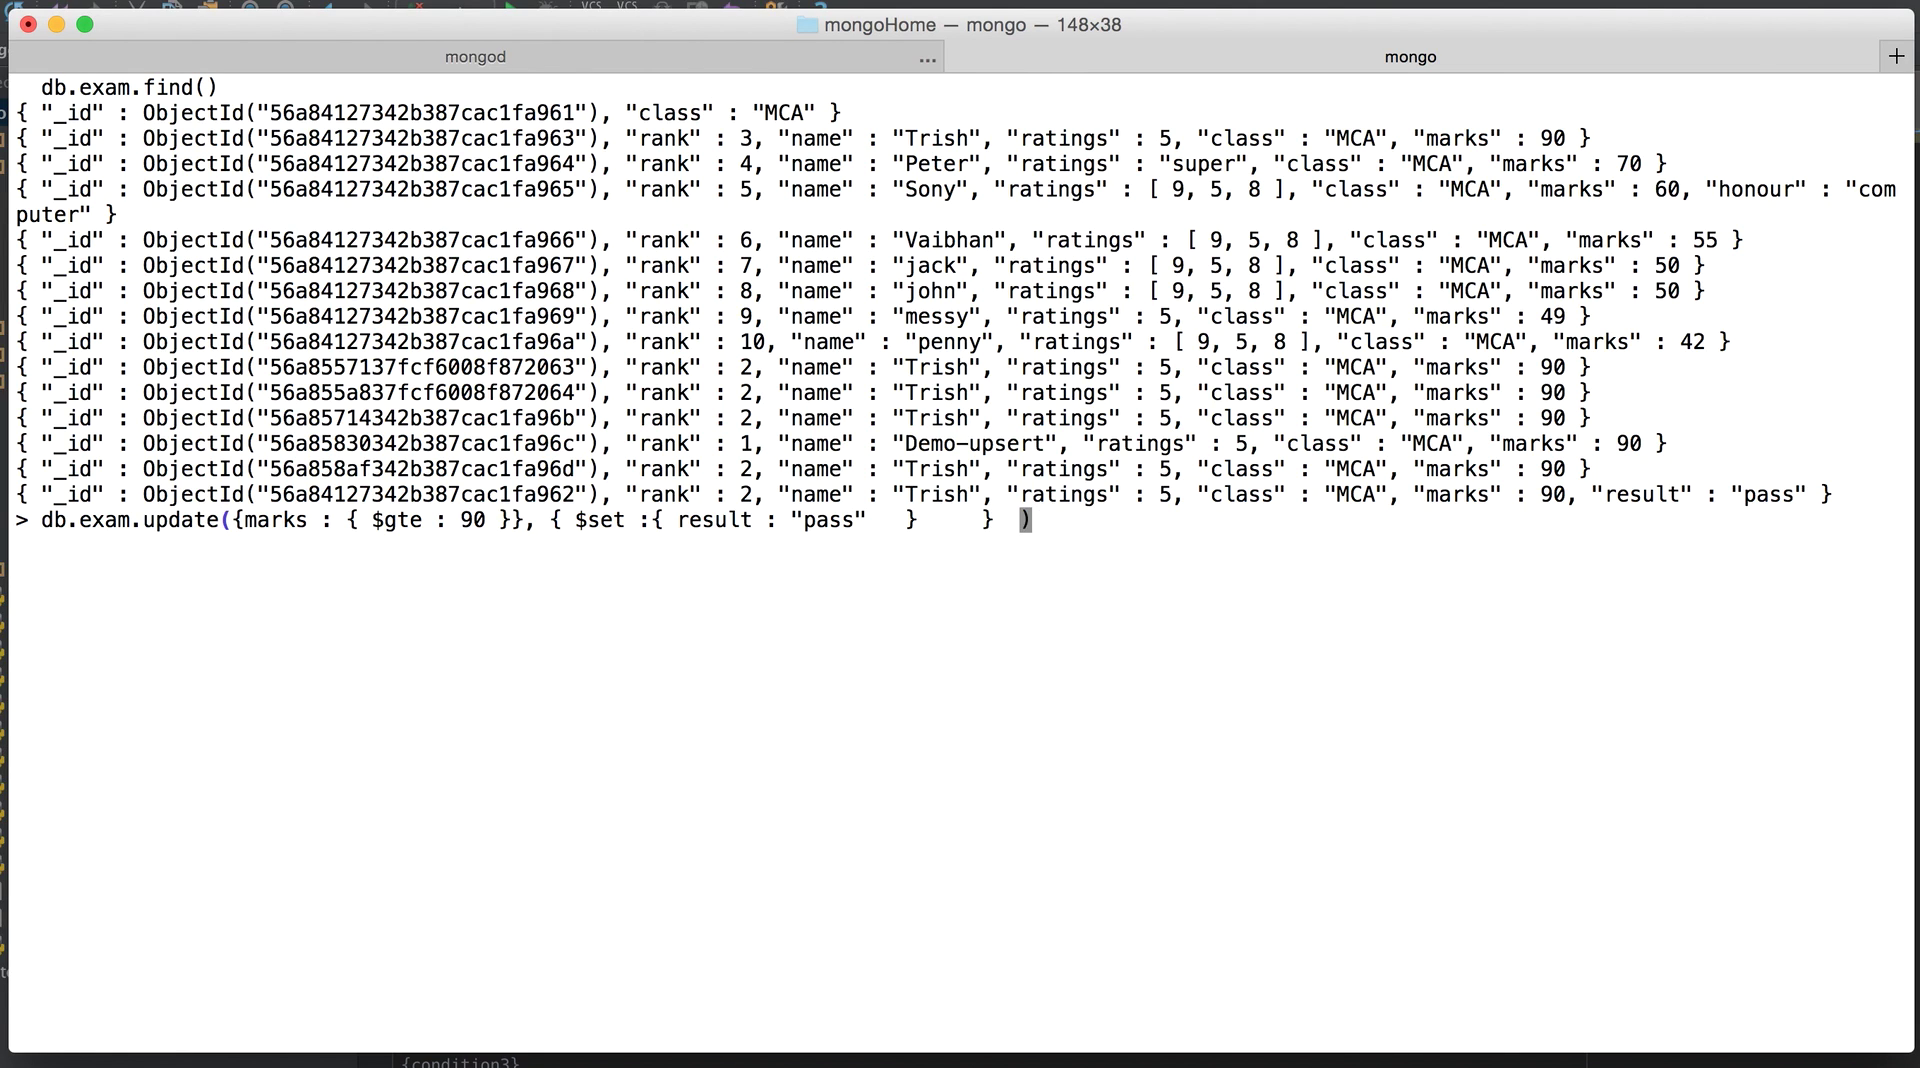 VCS VCS
mongoHome — mongo — 148×38
mongod ... mongo +
db.exam.find()
{ "_id" : ObjectId("56a84127342b387cac1fa961"), "class" : "MCA" }
{ "_id" : ObjectId("56a84127342b387cac1fa963"), "rank" : 3, "name" : "Trish", "ratings" : 5, "class" : "MCA", "marks" : 90 }
{ "_id" : ObjectId("56a84127342b387cac1fa964"), "rank" : 4, "name" : "Peter", "ratings" : "super", "class" : "MCA", "marks" : 70 }
{ "_id" : ObjectId("56a84127342b387cac1fa965"), "rank" : 5, "name" : "Sony", "ratings" : [ 9, 5, 8 ], "class" : "MCA", "marks" : 60, "honour" : "com
puter" }
{ "_id" : ObjectId("56a84127342b387cac1fa966"), "rank" : 6, "name" : "Vaibhan", "ratings" : [ 9, 5, 8 ], "class" : "MCA", "marks" : 55 }
{ "_id" : ObjectId("56a84127342b387cac1fa967"), "rank" : 7, "name" : "jack", "ratings" : [ 9, 5, 8 ], "class" : "MCA", "marks" : 50 }
{ "_id" : ObjectId("56a84127342b387cac1fa968"), "rank" : 8, "name" : "john", "ratings" : [ 9, 5, 8 ], "class" : "MCA", "marks" : 50 }
{ "_id" : ObjectId("56a84127342b387cac1fa969"), "rank" : 9, "name" : "messy", "ratings" : 5, "class" : "MCA", "marks" : 49 }
{ "_id" : ObjectId("56a84127342b387cac1fa96a"), "rank" : 10, "name" : "penny", "ratings" : [ 9, 5, 8 ], "class" : "MCA", "marks" : 42 }
{ "_id" : ObjectId("56a8557137fcf6008f872063"), "rank" : 2, "name" : "Trish", "ratings" : 5, "class" : "MCA", "marks" : 90 }
{ "_id" : ObjectId("56a855a837fcf6008f872064"), "rank" : 2, "name" : "Trish", "ratings" : 5, "class" : "MCA", "marks" : 90 }
{ "_id" : ObjectId("56a85714342b387cac1fa96b"), "rank" : 2, "name" : "Trish", "ratings" : 5, "class" : "MCA", "marks" : 90 }
{ "_id" : ObjectId("56a85830342b387cac1fa96c"), "rank" : 1, "name" : "Demo-upsert", "ratings" : 5, "class" : "MCA", "marks" : 90 }
{ "_id" : ObjectId("56a858af342b387cac1fa96d"), "rank" : 2, "name" : "Trish", "ratings" : 5, "class" : "MCA", "marks" : 90 }
{ "_id" : ObjectId("56a84127342b387cac1fa962"), "rank" : 2, "name" : "Trish", "ratings" : 5, "class" : "MCA", "marks" : 90, "result" : "pass" }
> db.exam.update({marks : { $gte : 90 }}, { $set :{ result : "pass"   }     }  )
{condition3}